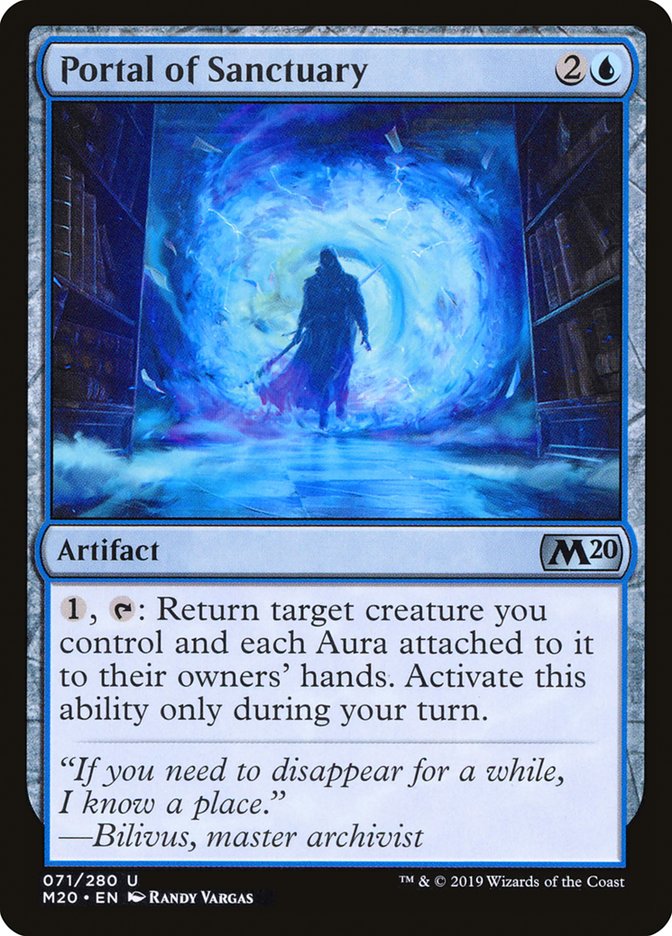 Portal of Sanctuary 2
Artifact M20
1, : Return target creature you
control and each Aura attached to it
to their owners’ hands. Activate this
ability only during your turn.
“If you need to disappear for a while,
I know a place.”
—Bilivus, master archivist
071/280 U
M20 • EN Randy Vargas
™ & © 2019 Wizards of the Coast